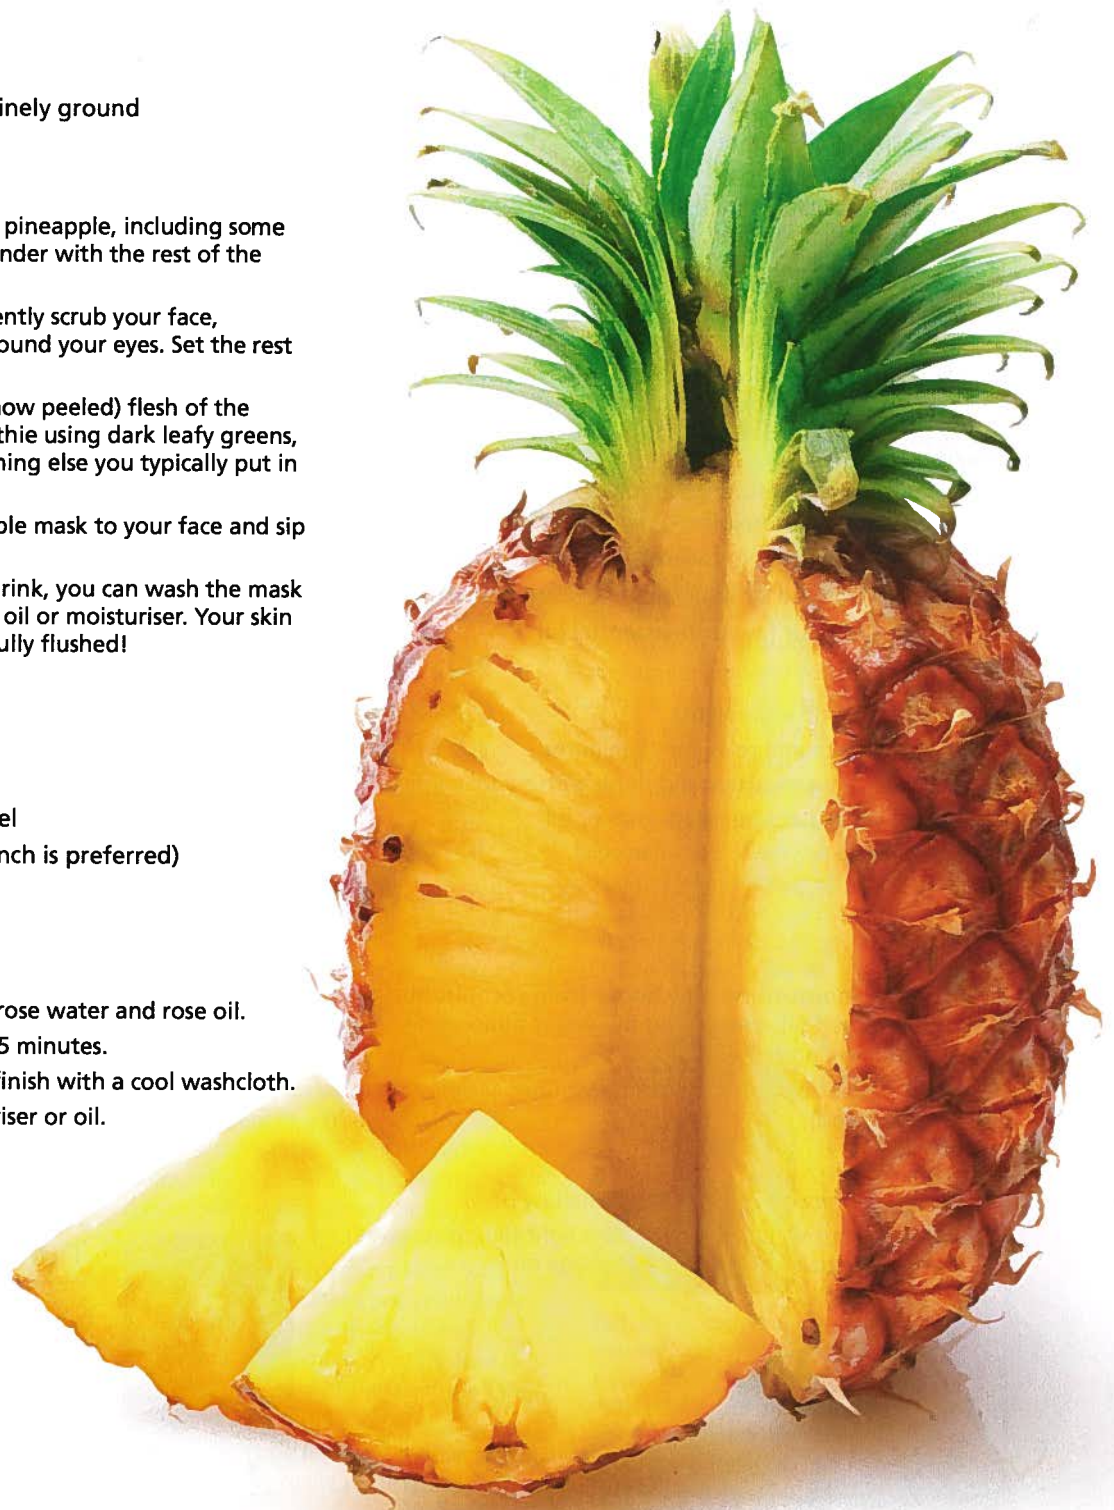 inely ground
pineapple, including some
nder with the rest of the
ently scrub your face,
ound your eyes. Set the rest
now peeled) flesh of the
thie using dark leafy greens,
hing else you typically put in
ple mask to your face and sip
rink, you can wash the mask
oil or moisturiser. Your skin
ully flushed!
el
nch is preferred)
rose water and rose oil.
5 minutes.
finish with a cool washcloth.
iser or oil.